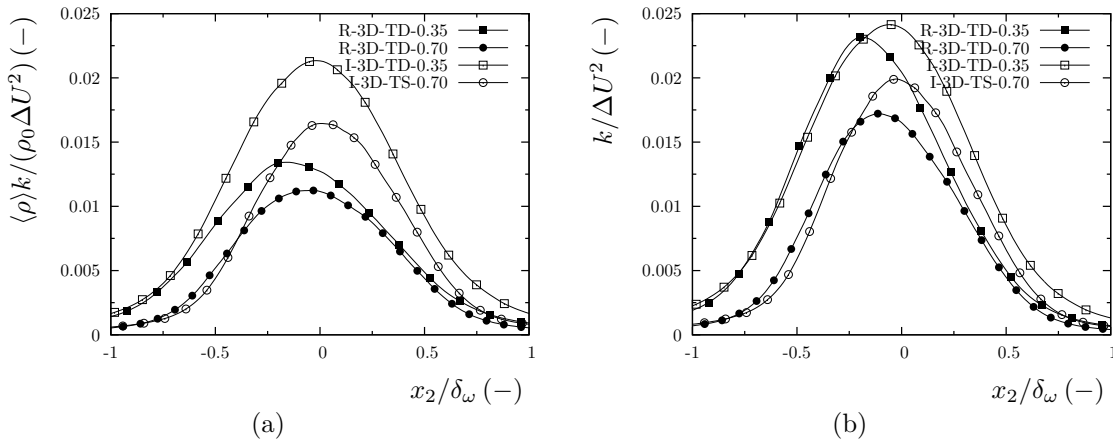 ⟨ρ⟩k/(ρ₀ΔU²) (−)
0.025
0.02
0.015
0.01
0.005
0
-1
-0.5
0
0.5
1
R-3D-TD-0.35
R-3D-TD-0.70
I-3D-TD-0.35
I-3D-TS-0.70
x₂/δω (−)
(a)
k/ΔU² (−)
0.025
0.02
0.015
0.01
0.005
0
-1
-0.5
0
0.5
1
R-3D-TD-0.35
R-3D-TD-0.70
I-3D-TD-0.35
I-3D-TS-0.70
x₂/δω (−)
(b)